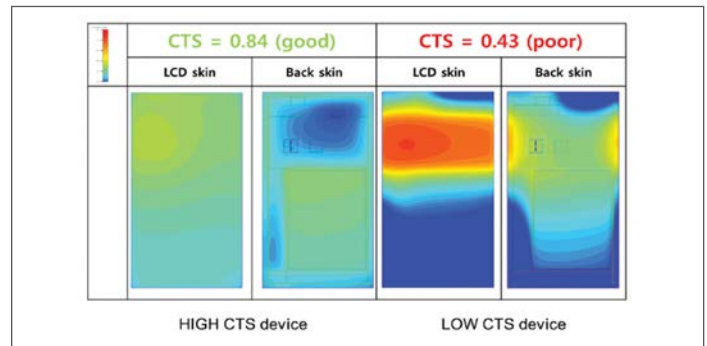 CTS = 0.84 (good) CTS = 0.43 (poor)
LCD skin Back skin LCD skin Back skin
HIGH CTS device LOW CTS device